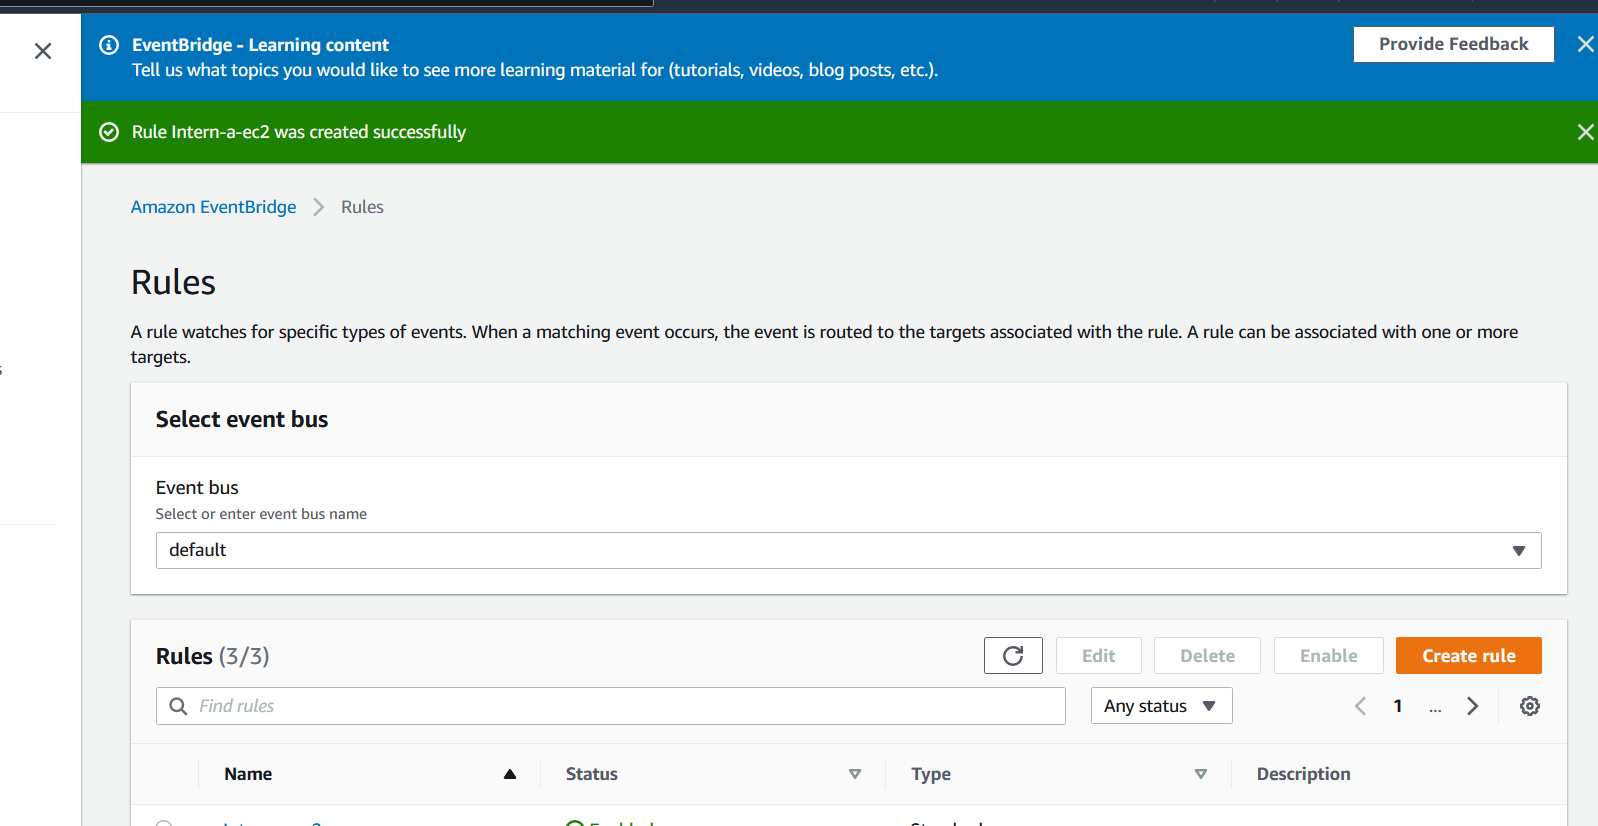 EventBridge - Learning content
Provide Feedback
Tell us what topics you would like to see more learning material for (tutorials, videos, blog posts, etc.).
Rule Intern-a-ec2 was created successfully
Amazon EventBridge Rules
Rules
A rule watches for specific types of events. When a matching event occurs, the event is routed to the targets associated with the rule. A rule can be associated with one or more
targets.
Select event bus
Event bus
Select or enter event bus name
default
Rules (3/3)
Edit
Delete
Enable
Create rule
Find rules
Any status
1
...
Name
Status
Type
Description